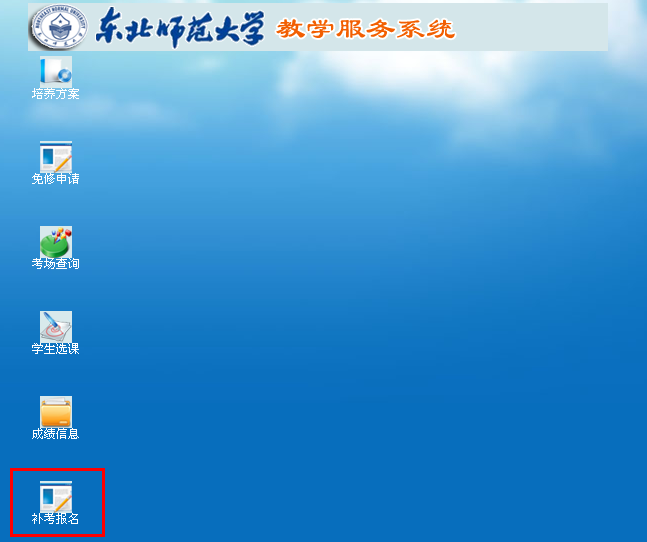 东北师范大学 教学服务系统
培养方案
免修申请
考场查询
学生选课
成绩信息
补考报名